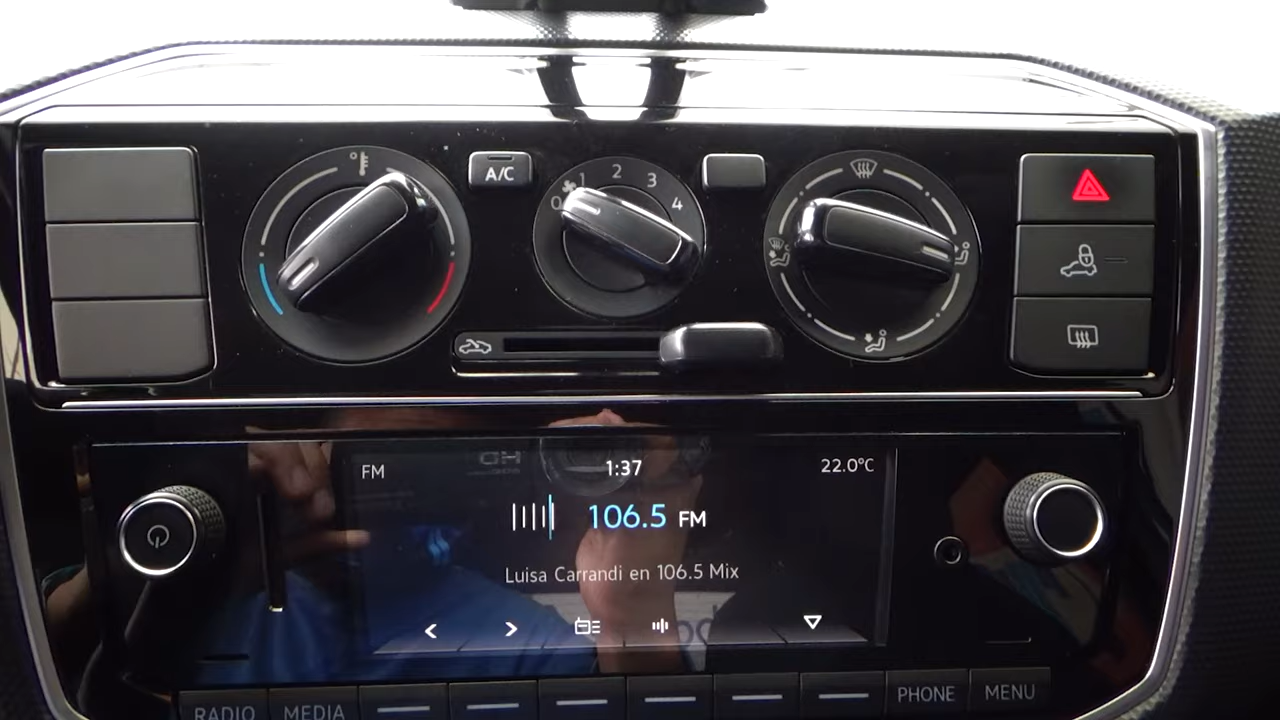 A/C
0 1 2 3 4
FM
1:37
22.0°C
106.5 FM
Luisa Carrandi en 106.5 Mix
RADIO
MEDIA
PHONE
MENU